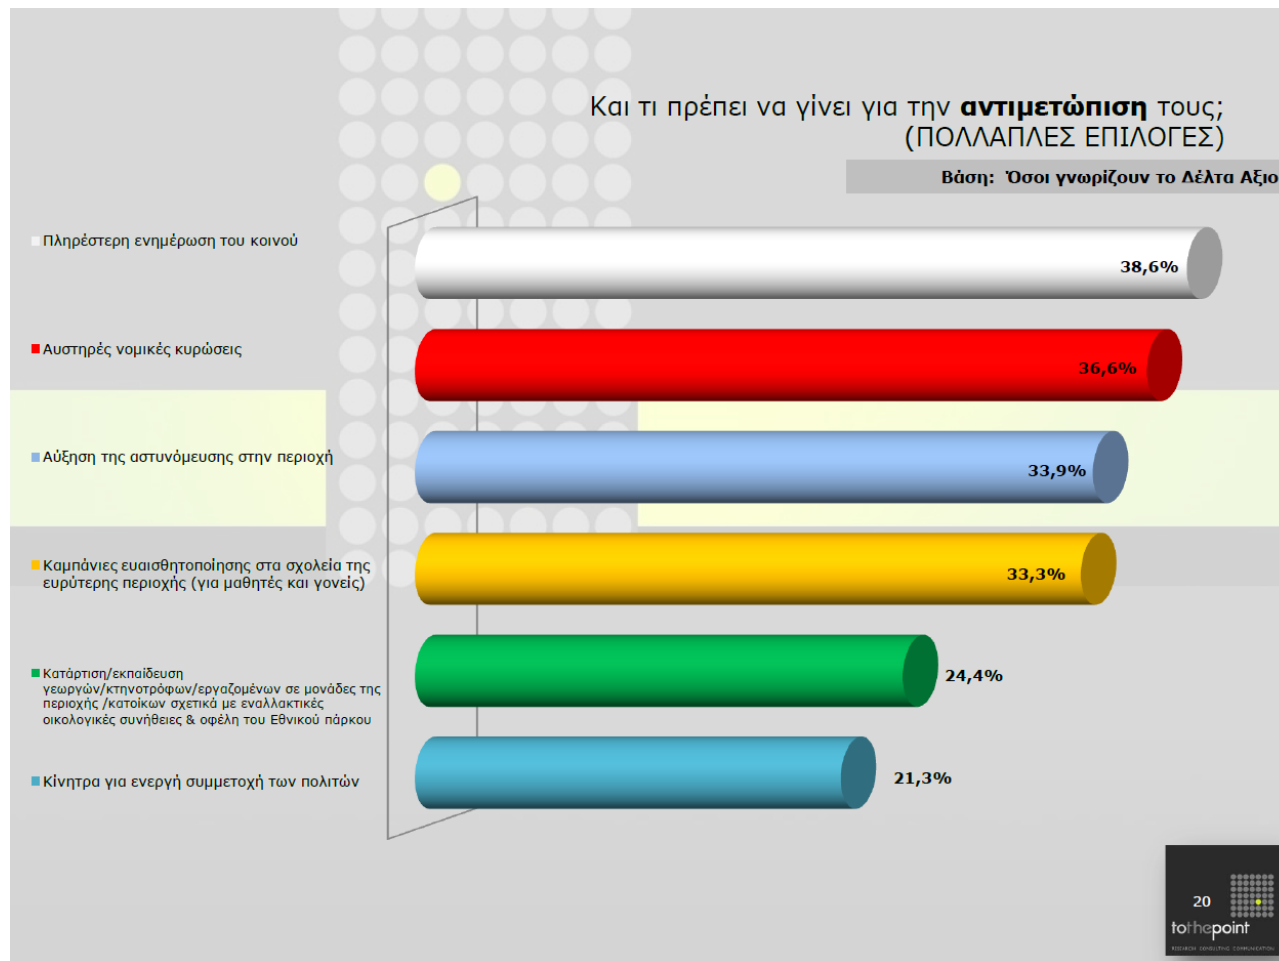 Και τι πρέπει να γίνει για την αντιμετώπιση τους;
(ΠΟΛΛΑΠΛΕΣ ΕΠΙΛΟΓΕΣ)
Βάση: Όσοι γνωρίζουν το Δέλτα Αξιο
Πληρέστερη ενημέρωση του κοινού
38,6%
Αυστηρές νομικές κυρώσεις
36,6%
Αύξηση της αστυνόμευσης στην περιοχή
33,9%
Καμπάνιες ευαισθητοποίησης στα σχολεία της
ευρύτερης περιοχής (για μαθητές και γονείς)
33,3%
Κατάρτιση/εκπαίδευση
γεωργών/κτηνοτρόφων/εργαζομένων σε μονάδες της
περιοχής /κατοίκων σχετικά με εναλλακτικές
οικολογικές συνήθειες & οφέλη του Εθνικού πάρκου
24,4%
Κίνητρα για ενεργή συμμετοχή των πολιτών
21,3%
20
tothepoint
RESEARCH CONSULTING COMMUNICATION